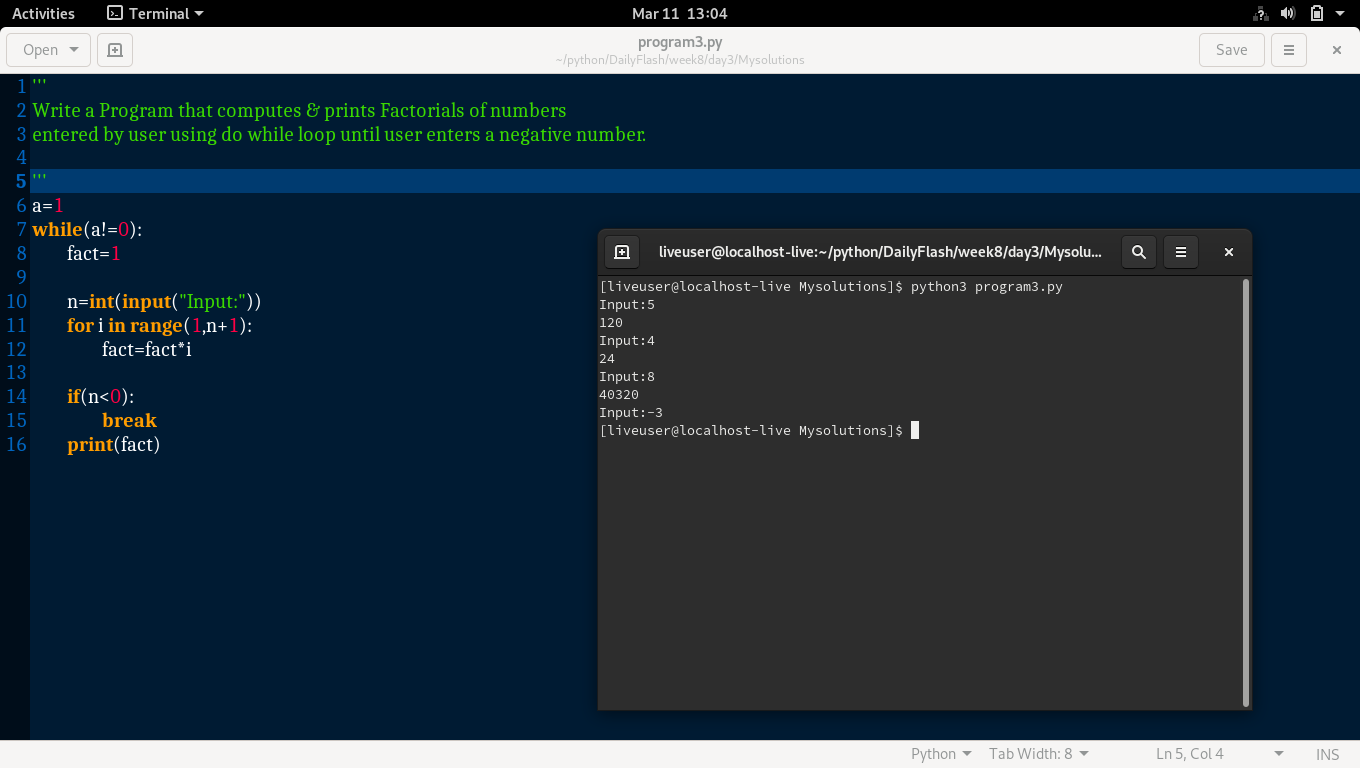 Activities Terminal Mar 11 13:04
Open program3.py Save
~/python/DailyFlash/week8/day3/Mysolutions
1 '''
2 Write a Program that computes & prints Factorials of numbers
3 entered by user using do while loop until user enters a negative number.
4
5 '''
6 a=1
7 while(a!=0):
8 fact=1
9
10 n=int(input("Input:"))
11 for i in range(1,n+1):
12 fact=fact*i
13
14 if(n<0):
15 break
16 print(fact)
liveuser@localhost-live:~/python/DailyFlash/week8/day3/Mysolu...
[liveuser@localhost-live Mysolutions]$ python3 program3.py
Input:5
120
Input:4
24
Input:8
40320
Input:-3
[liveuser@localhost-live Mysolutions]$
Python Tab Width: 8 Ln 5, Col 4 INS